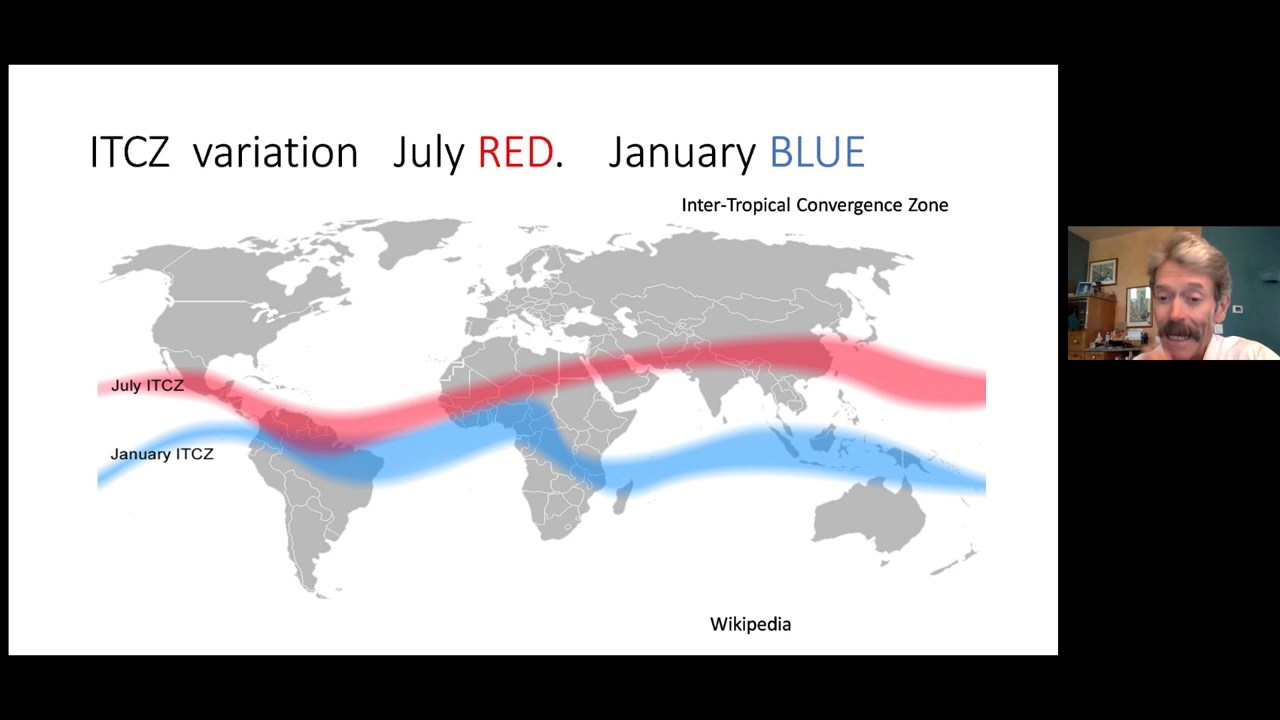 ITCZ variation July RED. January BLUE
Inter-Tropical Convergence Zone
July ITCZ
January ITCZ
Wikipedia